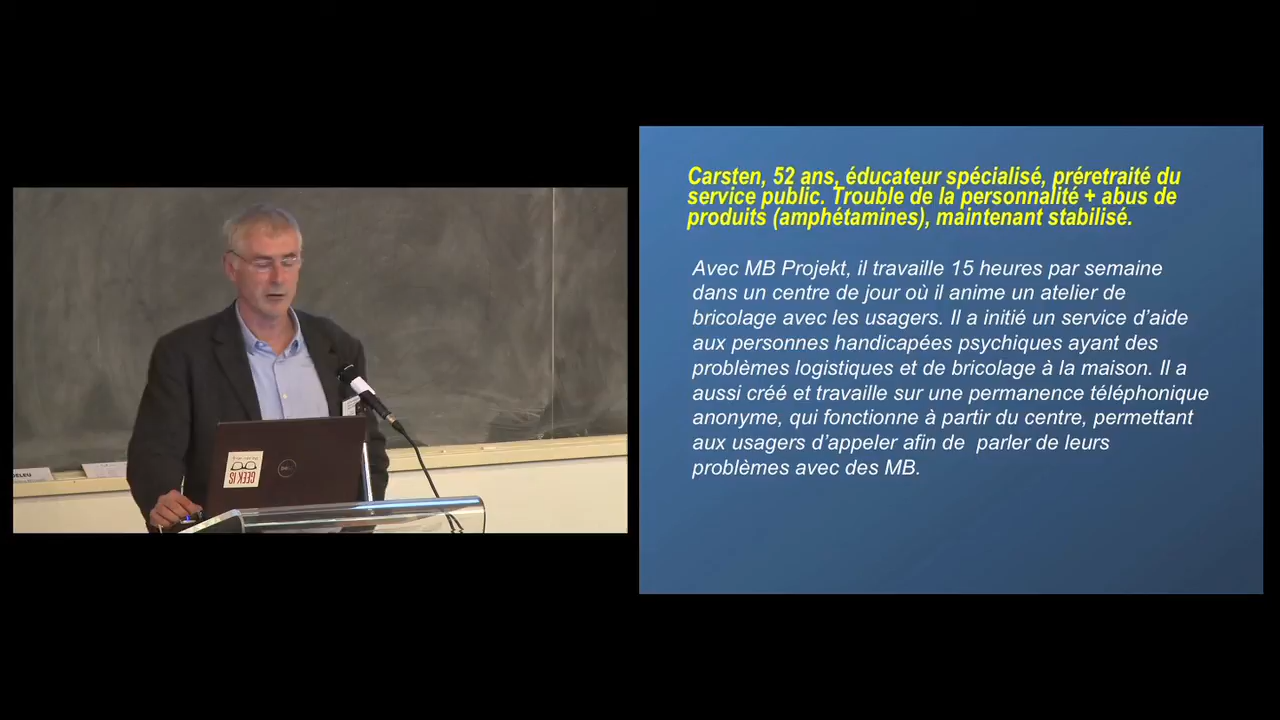 Carsten, 52 ans, éducateur spécialisé, préretraité du
service public. Trouble de la personnalité + abus de
produits (amphétamines), maintenant stabilisé.
Avec MB Projekt, il travaille 15 heures par semaine
dans un centre de jour où il anime un atelier de
bricolage avec les usagers. Il a initié un service d'aide
aux personnes handicapées psychiques ayant des
problèmes logistiques et de bricolage à la maison. Il a
aussi créé et travaille sur une permanence téléphonique
anonyme, qui fonctionne à partir du centre, permettant
aux usagers d'appeler afin de  parler de leurs
problèmes avec des MB.
GEEK IS
DELL